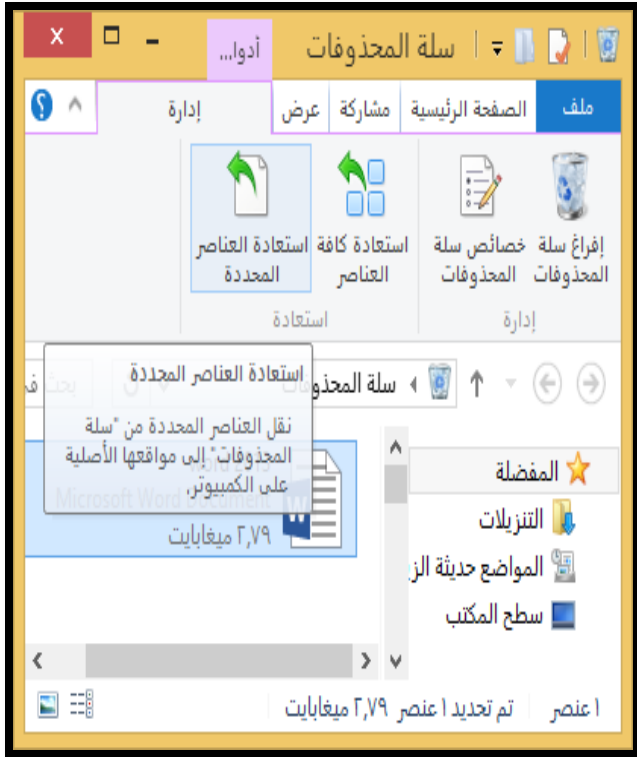 سلة المحذوفات
أدوا...
ملف
الصفحة الرئيسية
مشاركة
عرض
إدارة
إفراغ سلة
المحذوفات
خصائص سلة
المحذوفات
استعادة كافة
العناصر
استعادة العناصر
المحددة
إدارة
استعادة
سلة المحذو
استعادة العناصر المحددة
نقل العناصر المحددة من "سلة
المحذوفات" إلى مواقعها الأصلية
على الكمبيوتر.
Microsoft Word
٢,٧٩ ميغابايت
المفضلة
التنزيلات
المواضع حديثة الز
سطح المكتب
١ عنصر
تم تحديد ١ عنصر ٢,٧٩ ميغابايت